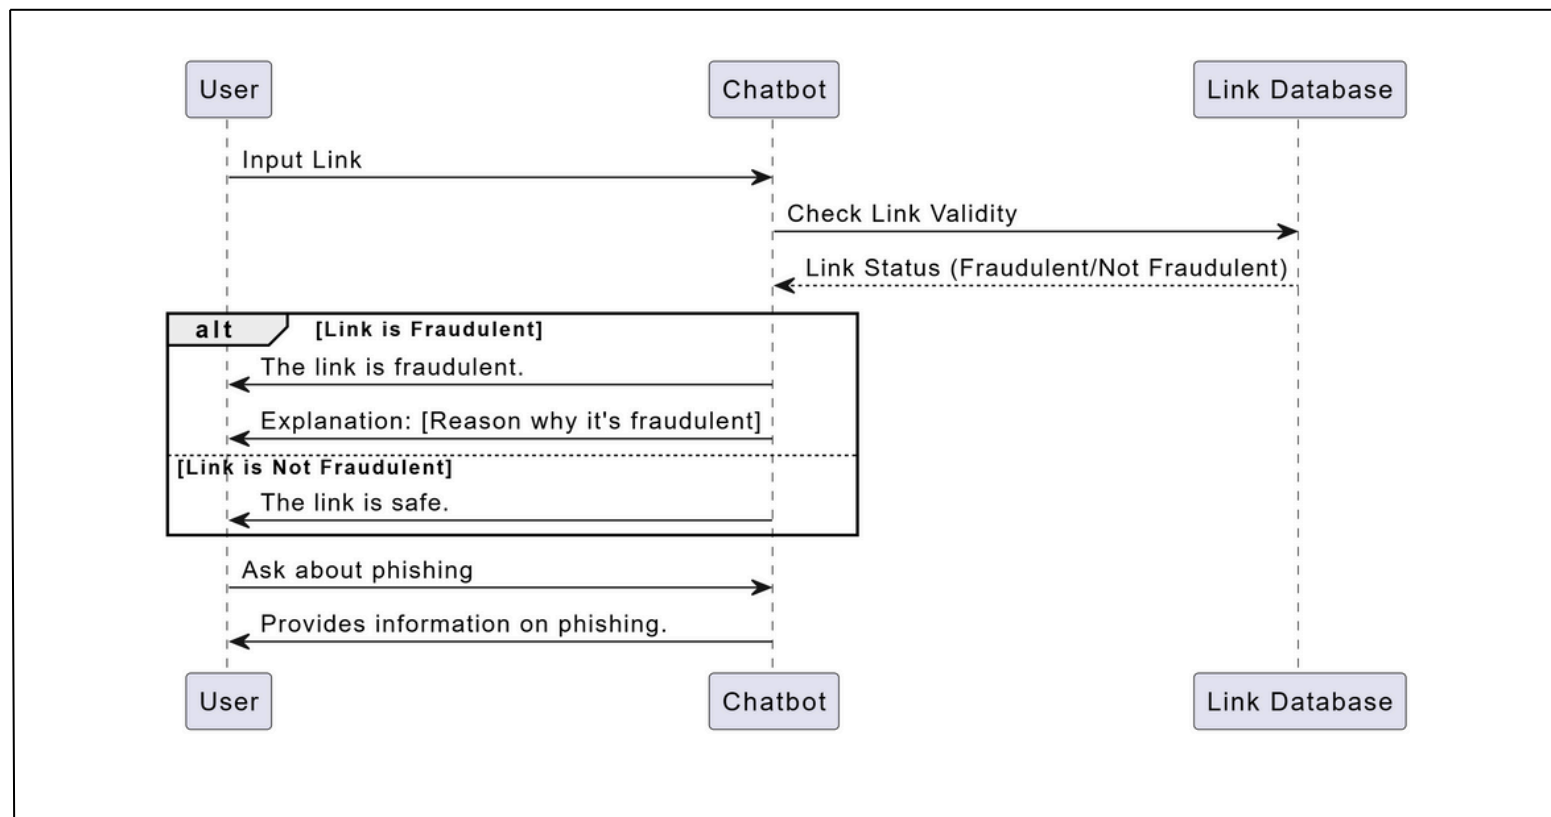 User
Chatbot
Link Database
Input Link
Check Link Validity
Link Status (Fraudulent/Not Fraudulent)
alt
[Link is Fraudulent]
The link is fraudulent.
Explanation: [Reason why it's fraudulent]
[Link is Not Fraudulent]
The link is safe.
Ask about phishing
Provides information on phishing.
User
Chatbot
Link Database